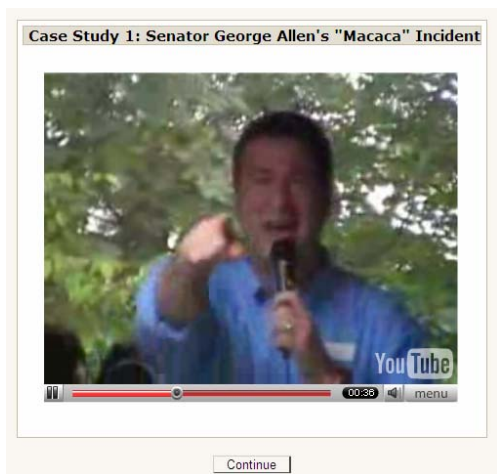 Case Study 1: Senator George Allen's "Macaca" Incident
YouTube
00:36
menu
Continue